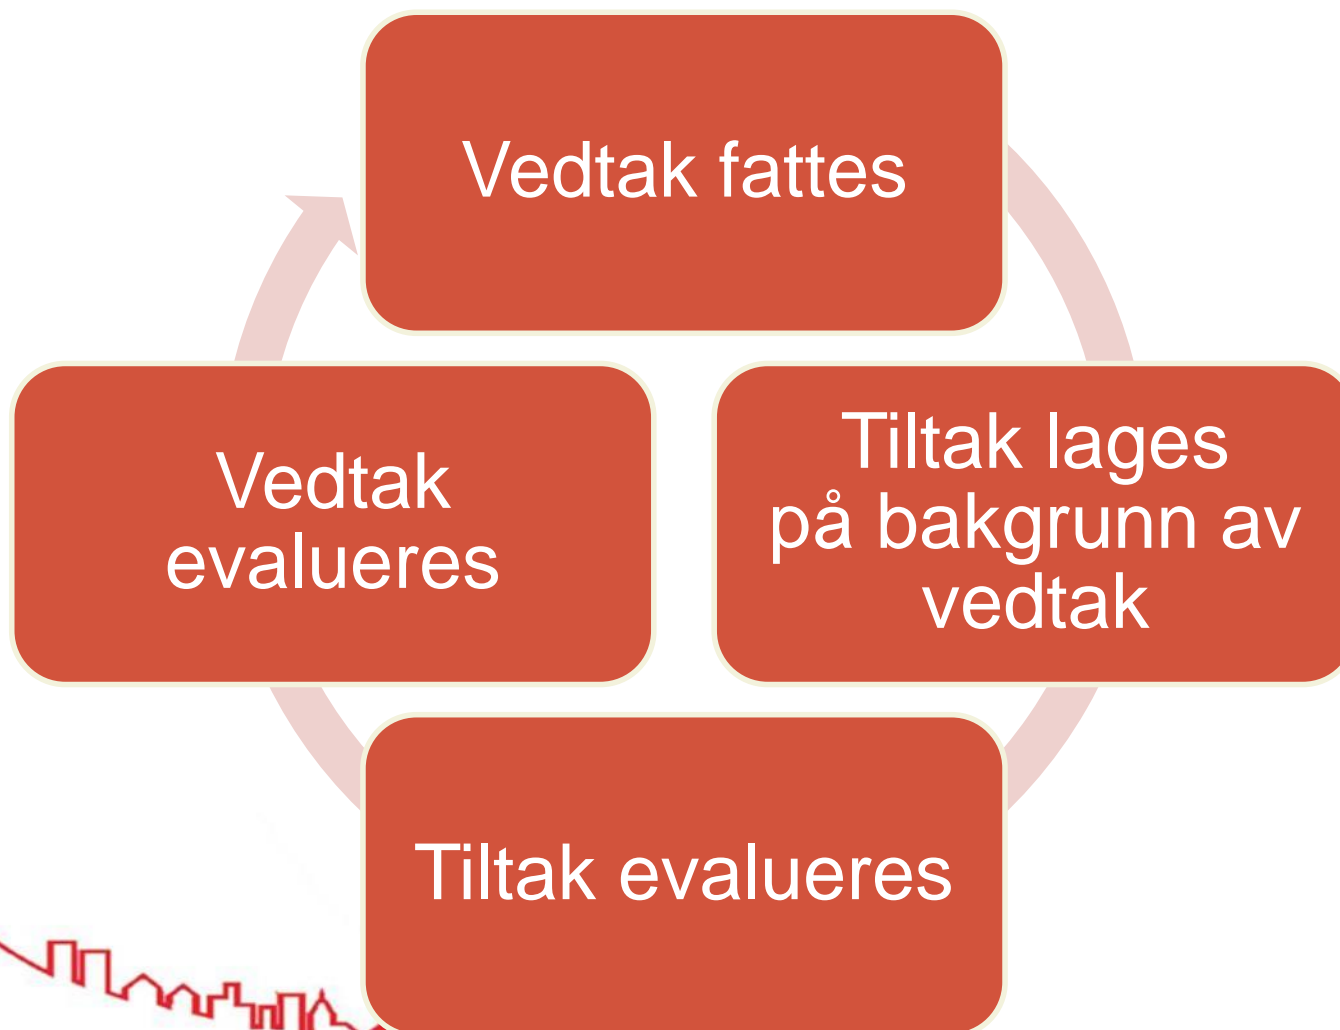 Vedtak fattes
Tiltak lages
på bakgrunn av
vedtak
Tiltak evalueres
Vedtak
evalueres